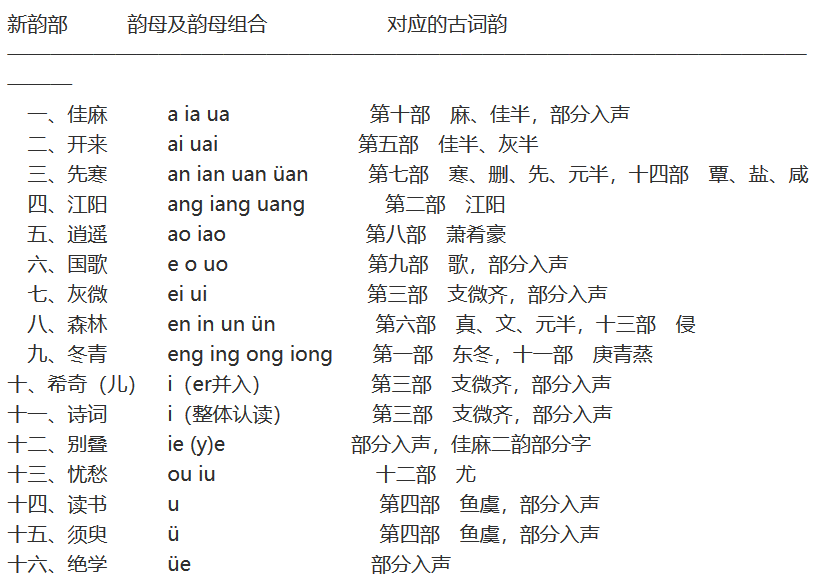 新韵部 韵母及韵母组合 对应的古词韵
一、佳麻 a ia ua 第十部 麻、佳半，部分入声
二、开来 ai uai 第五部 佳半、灰半
三、先寒 an ian uan üan 第七部 寒、删、先、元半，十四部 覃、盐、咸
四、江阳 ang iang uang 第二部 江阳
五、逍遥 ao iao 第八部 萧肴豪
六、国歌 e o uo 第九部 歌，部分入声
七、灰微 ei ui 第三部 支微齐，部分入声
八、森林 en in un ün 第六部 真、文、元半，十三部 侵
九、冬青 eng ing ong iong 第一部 东冬，十一部 庚青蒸
十、希奇（儿） i（er并入） 第三部 支微齐，部分入声
十一、诗词 i（整体认读） 第三部 支微齐，部分入声
十二、别叠 ie (y)e 部分入声，佳麻二韵部分字
十三、忧愁 ou iu 十二部 尤
十四、读书 u 第四部 鱼虞，部分入声
十五、须臾 ü 第四部 鱼虞，部分入声
十六、绝学 üe 部分入声